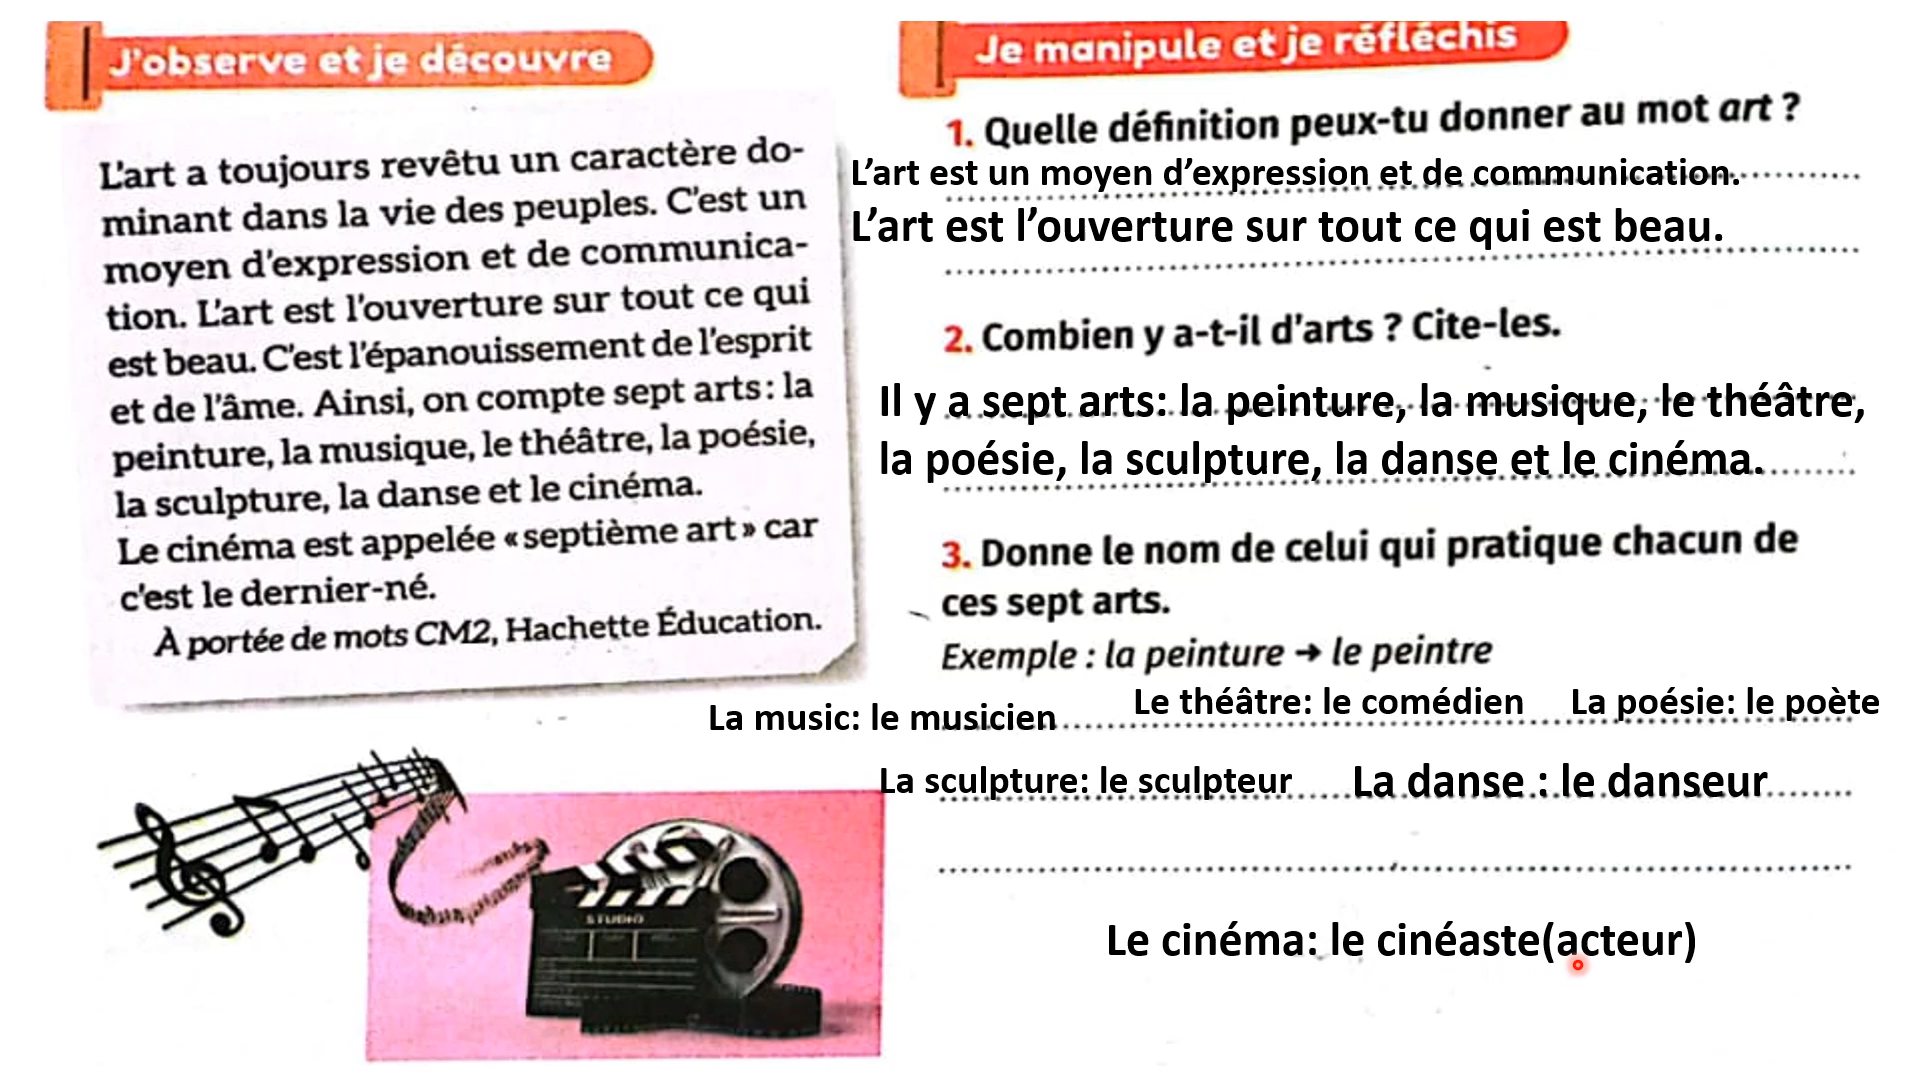 J'observe et je découvre
L'art a toujours revêtu un caractère do-
minant dans la vie des peuples. C'est un
moyen d'expression et de communica-
tion. L'art est l'ouverture sur tout ce qui
est beau. C'est l'épanouissement de l'esprit
et de l'âme. Ainsi, on compte sept arts : la
peinture, la musique, le théâtre, la poésie,
la sculpture, la danse et le cinéma.
Le cinéma est appelée « septième art » car
c'est le dernier-né.
À portée de mots CM2, Hachette Éducation.
STUDIO
Je manipule et je réfléchis
1. Quelle définition peux-tu donner au mot art ?
L’art est un moyen d’expression et de communication.
L’art est l’ouverture sur tout ce qui est beau.
2. Combien y a-t-il d'arts ? Cite-les.
Il y a sept arts: la peinture, la musique, le théâtre,
la poésie, la sculpture, la danse et le cinéma.
3. Donne le nom de celui qui pratique chacun de
ces sept arts.
Exemple : la peinture ➜ le peintre
La music: le musicien Le théâtre: le comédien La poésie: le poète
La sculpture: le sculpteur La danse : le danseur
Le cinéma: le cinéaste(acteur)